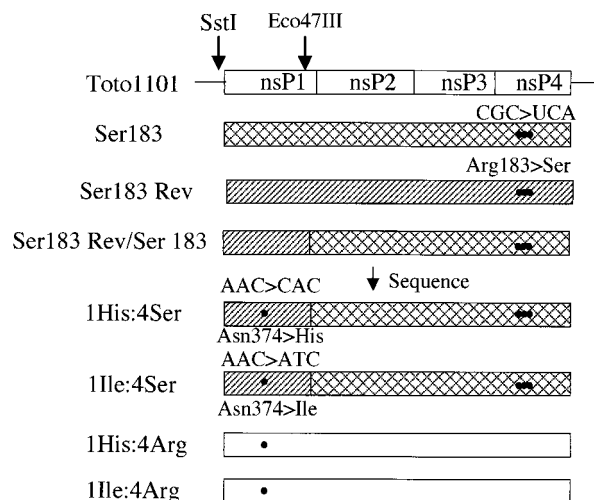 SstI Eco47III
Toto1101 nsP1 nsP2 nsP3 nsP4
CGC>UCA
Ser183
Arg183>Ser
Ser183 Rev
Ser183 Rev/Ser 183
Sequence
AAC>CAC
1His:4Ser
Asn374>His
AAC>ATC
1Ile:4Ser
Asn374>Ile
1His:4Arg
1Ile:4Arg